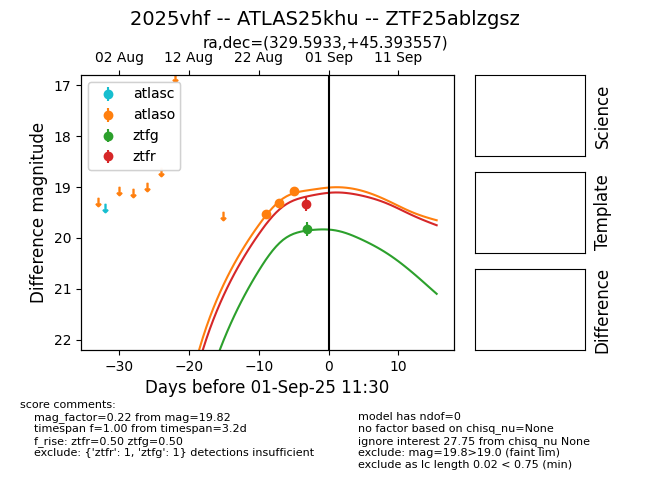 2025vhf -- ATLAS25khu -- ZTF25ablzgsz
ra,dec=(329.5933,+45.393557)
02 Aug 12 Aug 22 Aug 01 Sep 11 Sep
atlasc
atlaso
ztfg
ztfr
17
18
19
20
21
22
Difference magnitude
−30 −20 −10 0 10
Days before 01-Sep-25 11:30
Science
Template
Difference
score comments:
mag_factor=0.22 from mag=19.82
timespan f=1.00 from timespan=3.2d
f_rise: ztfr=0.50 ztfg=0.50
exclude: {'ztfr': 1, 'ztfg': 1} detections insufficient
model has ndof=0
no factor based on chisq_nu=None
ignore interest 27.75 from chisq_nu None
exclude: mag=19.8>19.0 (faint lim)
exclude as lc length 0.02 < 0.75 (min)